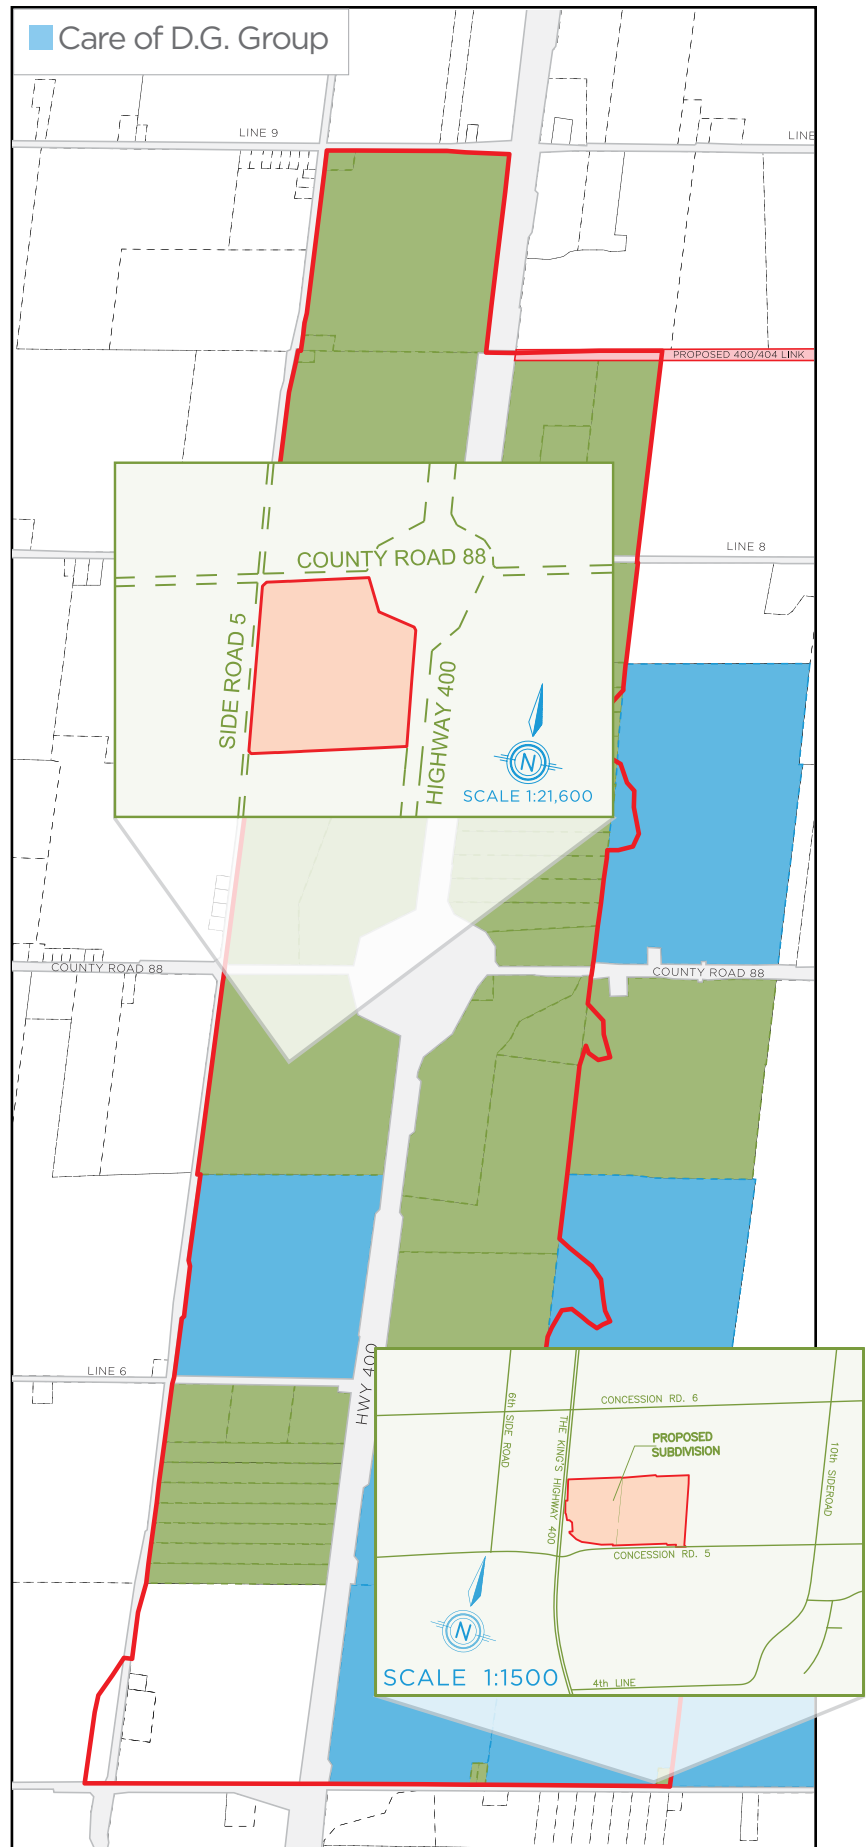 Care of D.G. Group
LINE 9
LINE
PROPOSED 400/404 LINK
LINE 8
COUNTY ROAD 88
SIDE ROAD 5
HIGHWAY 400
N
SCALE 1:21,600
COUNTY ROAD 88
COUNTY ROAD 88
LINE 6
HWY 400
CONCESSION RD. 6
6th SIDE ROAD
THE KING'S HIGHWAY 400
PROPOSED
SUBDIVISION
10th SIDEROAD
CONCESSION RD. 5
N
SCALE 1:1500
4th LINE